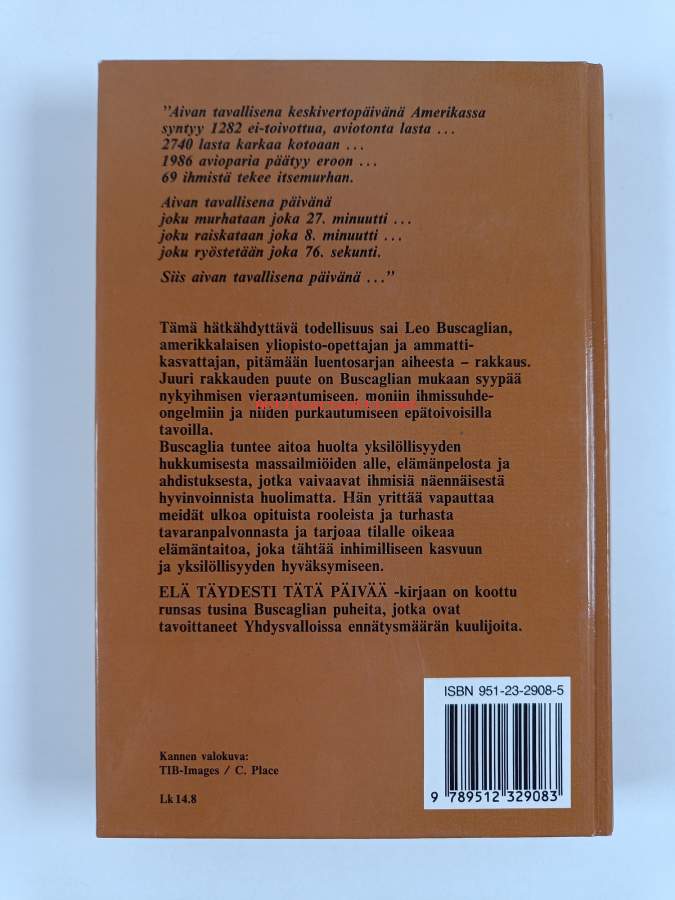 "Aivan tavallisena keskivertopäivänä Amerikassa
syntyy 1282 ei-toivottua, aviotonta lasta ...
2740 lasta karkaa kotoaan ...
1986 avioparia päätyy eroon ...
69 ihmistä tekee itsemurhan.
Aivan tavallisena päivänä
joku murhataan joka 27. minuutti ...
joku raiskataan joka 8. minuutti ...
joku ryöstetään joka 76. sekunti.
Siis aivan tavallisena päivänä ..."
Tämä hätkähdyttävä todellisuus sai Leo Buscaglian,
amerikkalaisen yliopisto-opettajan ja ammatti-
kasvattajan, pitämään luentosarjan aiheesta – rakkaus.
Juuri rakkauden puute on Buscaglian mukaan syypää
nykyihmisen vieraantumiseen, moniin ihmissuhde-
ongelmiin ja niiden purkautumiseen epätoivoisilla
tavoilla.
Buscaglia tuntee aitoa huolta yksilöllisyyden
hukkumisesta massailmiöiden alle, elämänpelosta ja
ahdistuksesta, jotka vaivaavat ihmisiä näennäisestä
hyvinvoinnista huolimatta. Hän yrittää vapauttaa
meidät ulkoa opituista rooleista ja turhasta
tavaranpalvonnasta ja tarjoaa tilalle oikeaa
elämäntaitoa, joka tähtää inhimilliseen kasvuun
ja yksilöllisyyden hyväksymiseen.
ELÄ TÄYDESTI TÄTÄ PÄIVÄÄ -kirjaan on koottu
runsas tusina Buscaglian puheita, jotka ovat
tavoittaneet Yhdysvalloissa ennätysmäärän kuulijoita.
ISBN 951-23-2908-5
9 789512 329083
Kannen valokuva:
TIB-Images / C. Place
Lk 14.8